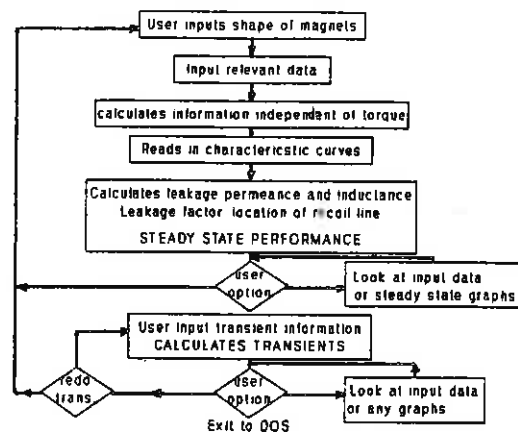 User inputs shape of magnets
Input relevant data
calculates information independent of torque
Reads in characteristic curves
Calculates leakage permeance and inductance
Leakage factor location of recoil line
STEADY STATE PERFORMANCE
user
option
Look at input data
or steady state graphs
User input transient information
CALCULATES TRANSIENTS
redo
trans.
user
option
Look at input data
or any graphs
Exit to DOS